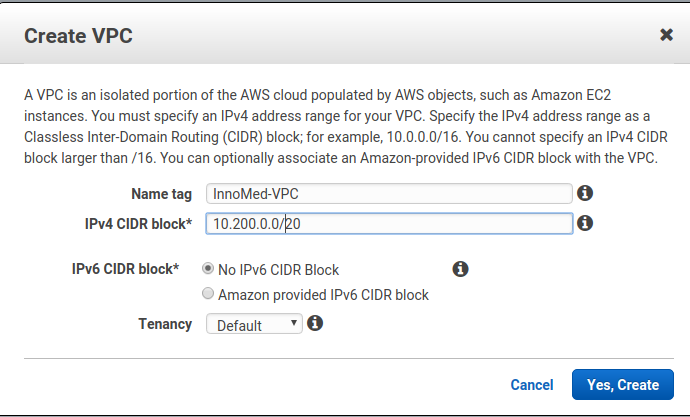 Create VPC
A VPC is an isolated portion of the AWS cloud populated by AWS objects, such as Amazon EC2
instances. You must specify an IPv4 address range for your VPC. Specify the IPv4 address range as a
Classless Inter-Domain Routing (CIDR) block; for example, 10.0.0.0/16. You cannot specify an IPv4 CIDR
block larger than /16. You can optionally associate an Amazon-provided IPv6 CIDR block with the VPC.
Name tag InnoMed-VPC
IPv4 CIDR block* 10.200.0.0/20
IPv6 CIDR block* No IPv6 CIDR Block
Amazon provided IPv6 CIDR block
Tenancy Default
Cancel Yes, Create